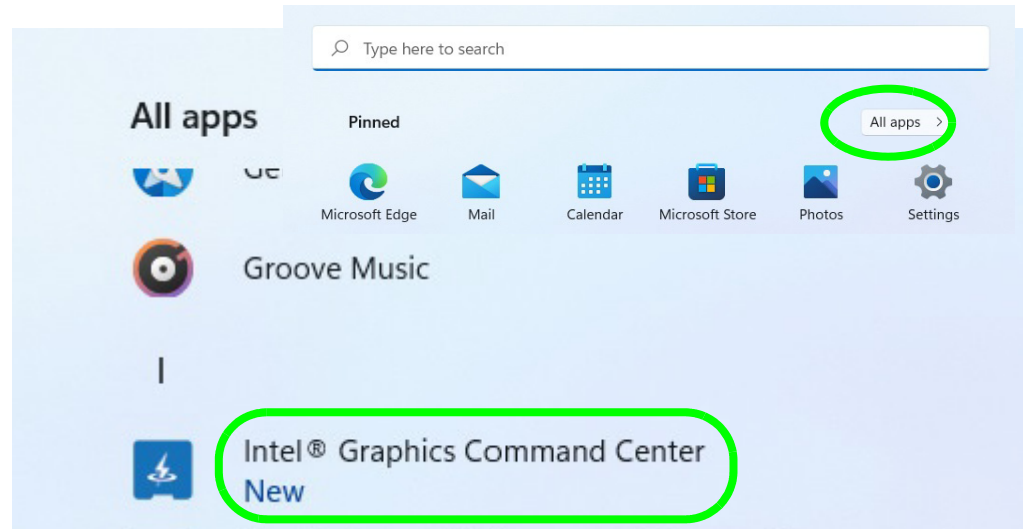 Type here to search
All apps
Pinned
All apps
Microsoft Edge
Mail
Calendar
Microsoft Store
Photos
Settings
Groove Music
I
Intel® Graphics Command Center
New